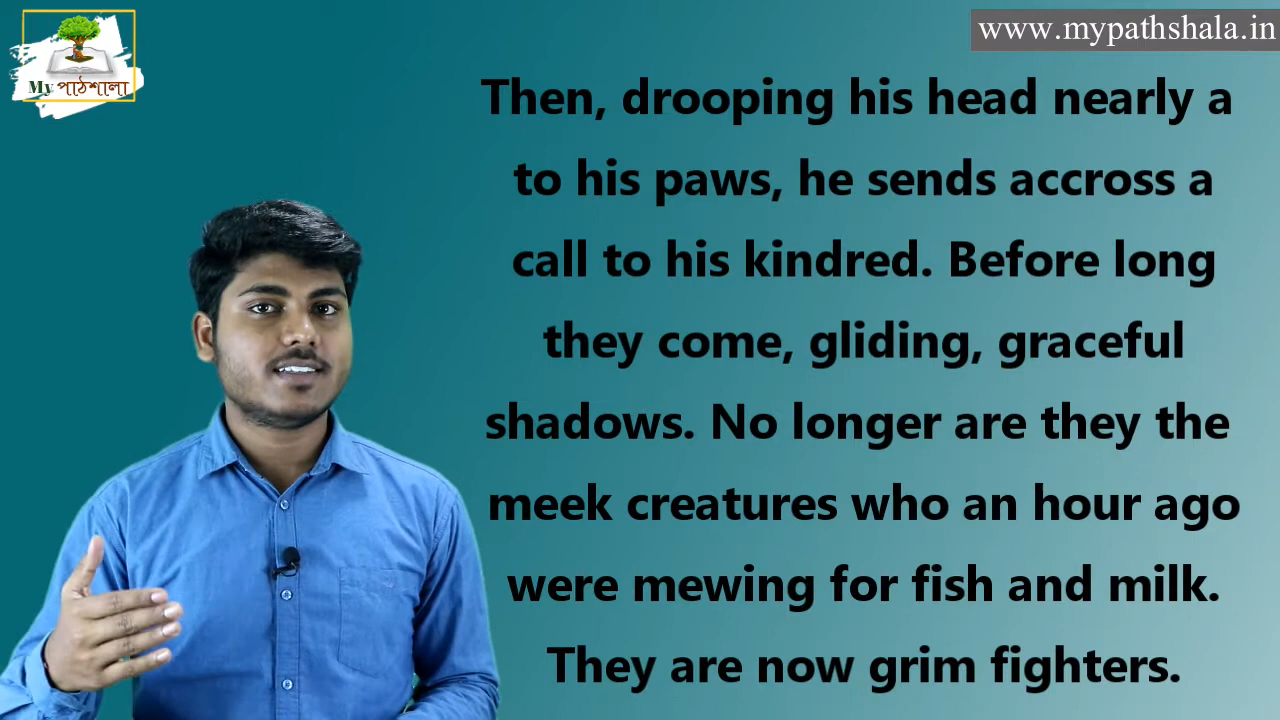 My পাঠশালা
www.mypathshala.in
Then, drooping his head nearly a
to his paws, he sends accross a
call to his kindred. Before long
they come, gliding, graceful
shadows. No longer are they the
meek creatures who an hour ago
were mewing for fish and milk.
They are now grim fighters.